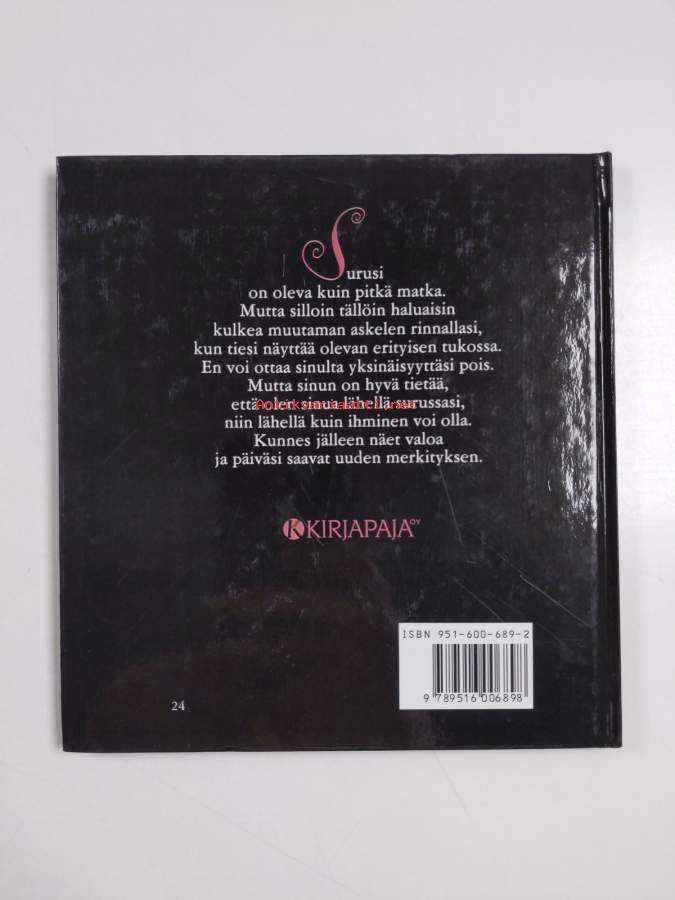 Surusi
on oleva kuin pitkä matka.
Mutta silloin tällöin haluaisin
kulkea muutaman askelen rinnallasi,
kun tiesi näyttää olevan erityisen tukossa.
En voi ottaa sinulta yksinäisyyttäsi pois.
Mutta sinun on hyvä tietää,
että olen sinua lähellä surussasi,
niin lähellä kuin ihminen voi olla.
Kunnes jälleen näet valoa
ja päiväsi saavat uuden merkityksen.
KIRJAPAJA OY
ISBN 951-600-689-2
9 789516 006898
24